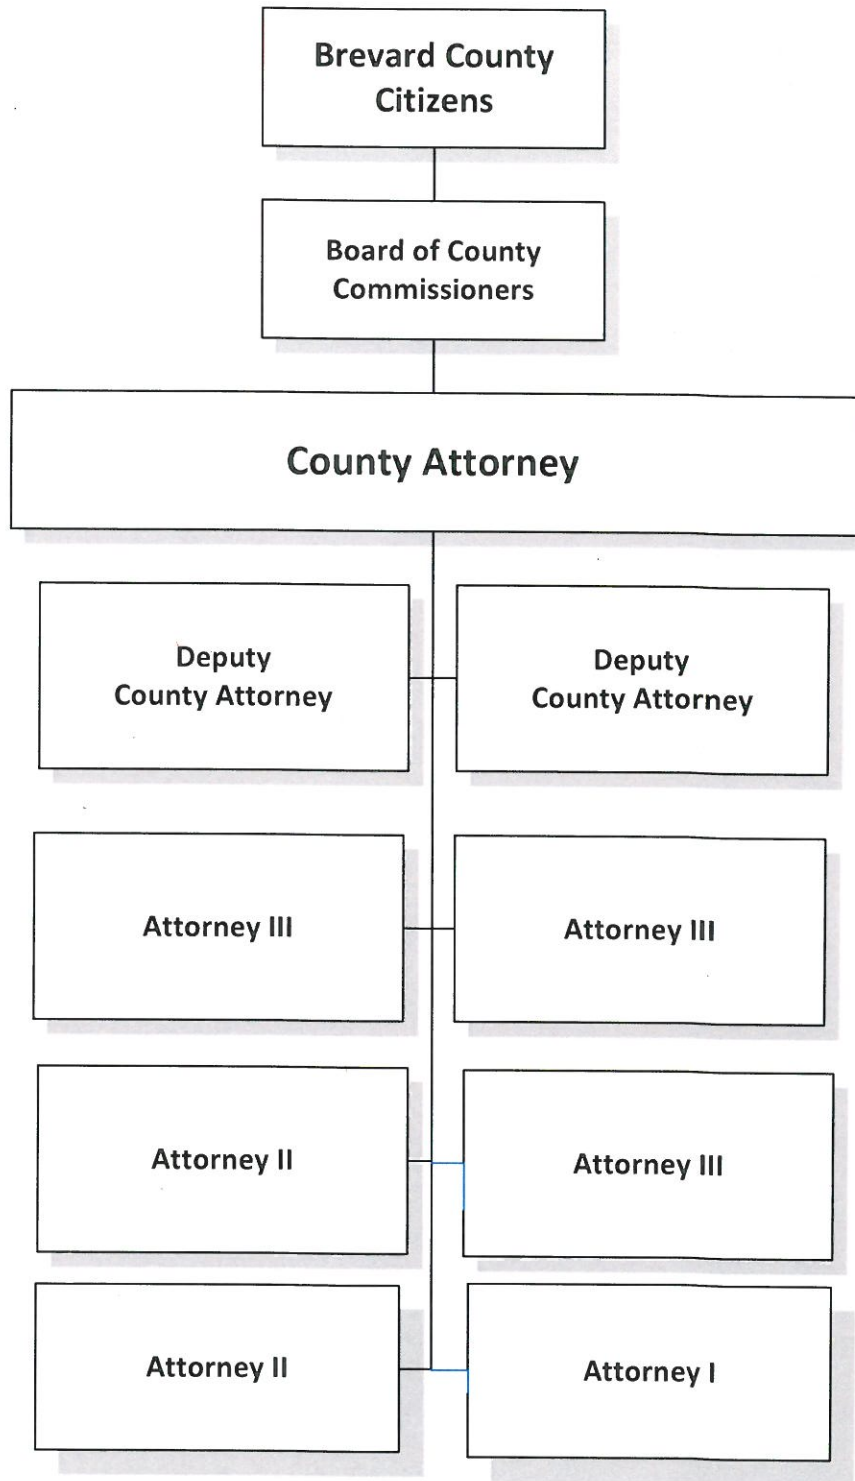 Brevard County
Citizens
Board of County
Commissioners
County Attorney
Deputy
County Attorney
Deputy
County Attorney
Attorney III
Attorney III
Attorney II
Attorney III
Attorney II
Attorney I